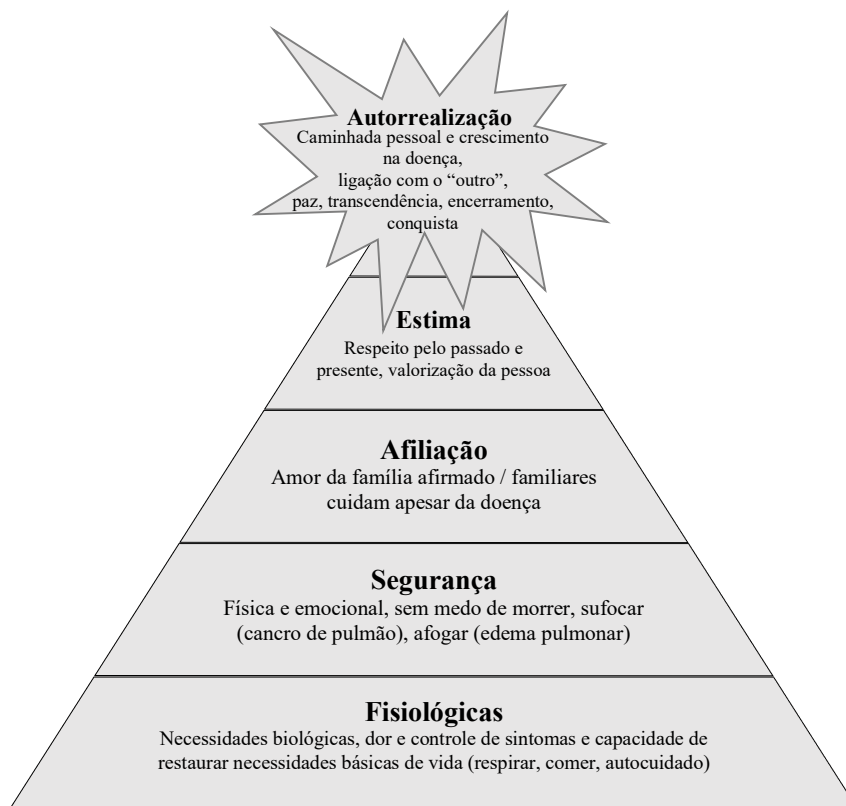 Autorrealização
Caminhada pessoal e crescimento
na doença,
ligação com o “outro”,
paz, transcendência, encerramento,
conquista
Estima
Respeito pelo passado e
presente, valorização da pessoa
Afiliação
Amor da família afirmado / familiares
cuidam apesar da doença
Segurança
Física e emocional, sem medo de morrer, sufocar
(cancro de pulmão), afogar (edema pulmonar)
Fisiológicas
Necessidades biológicas, dor e controle de sintomas e capacidade de
restaurar necessidades básicas de vida (respirar, comer, autocuidado)